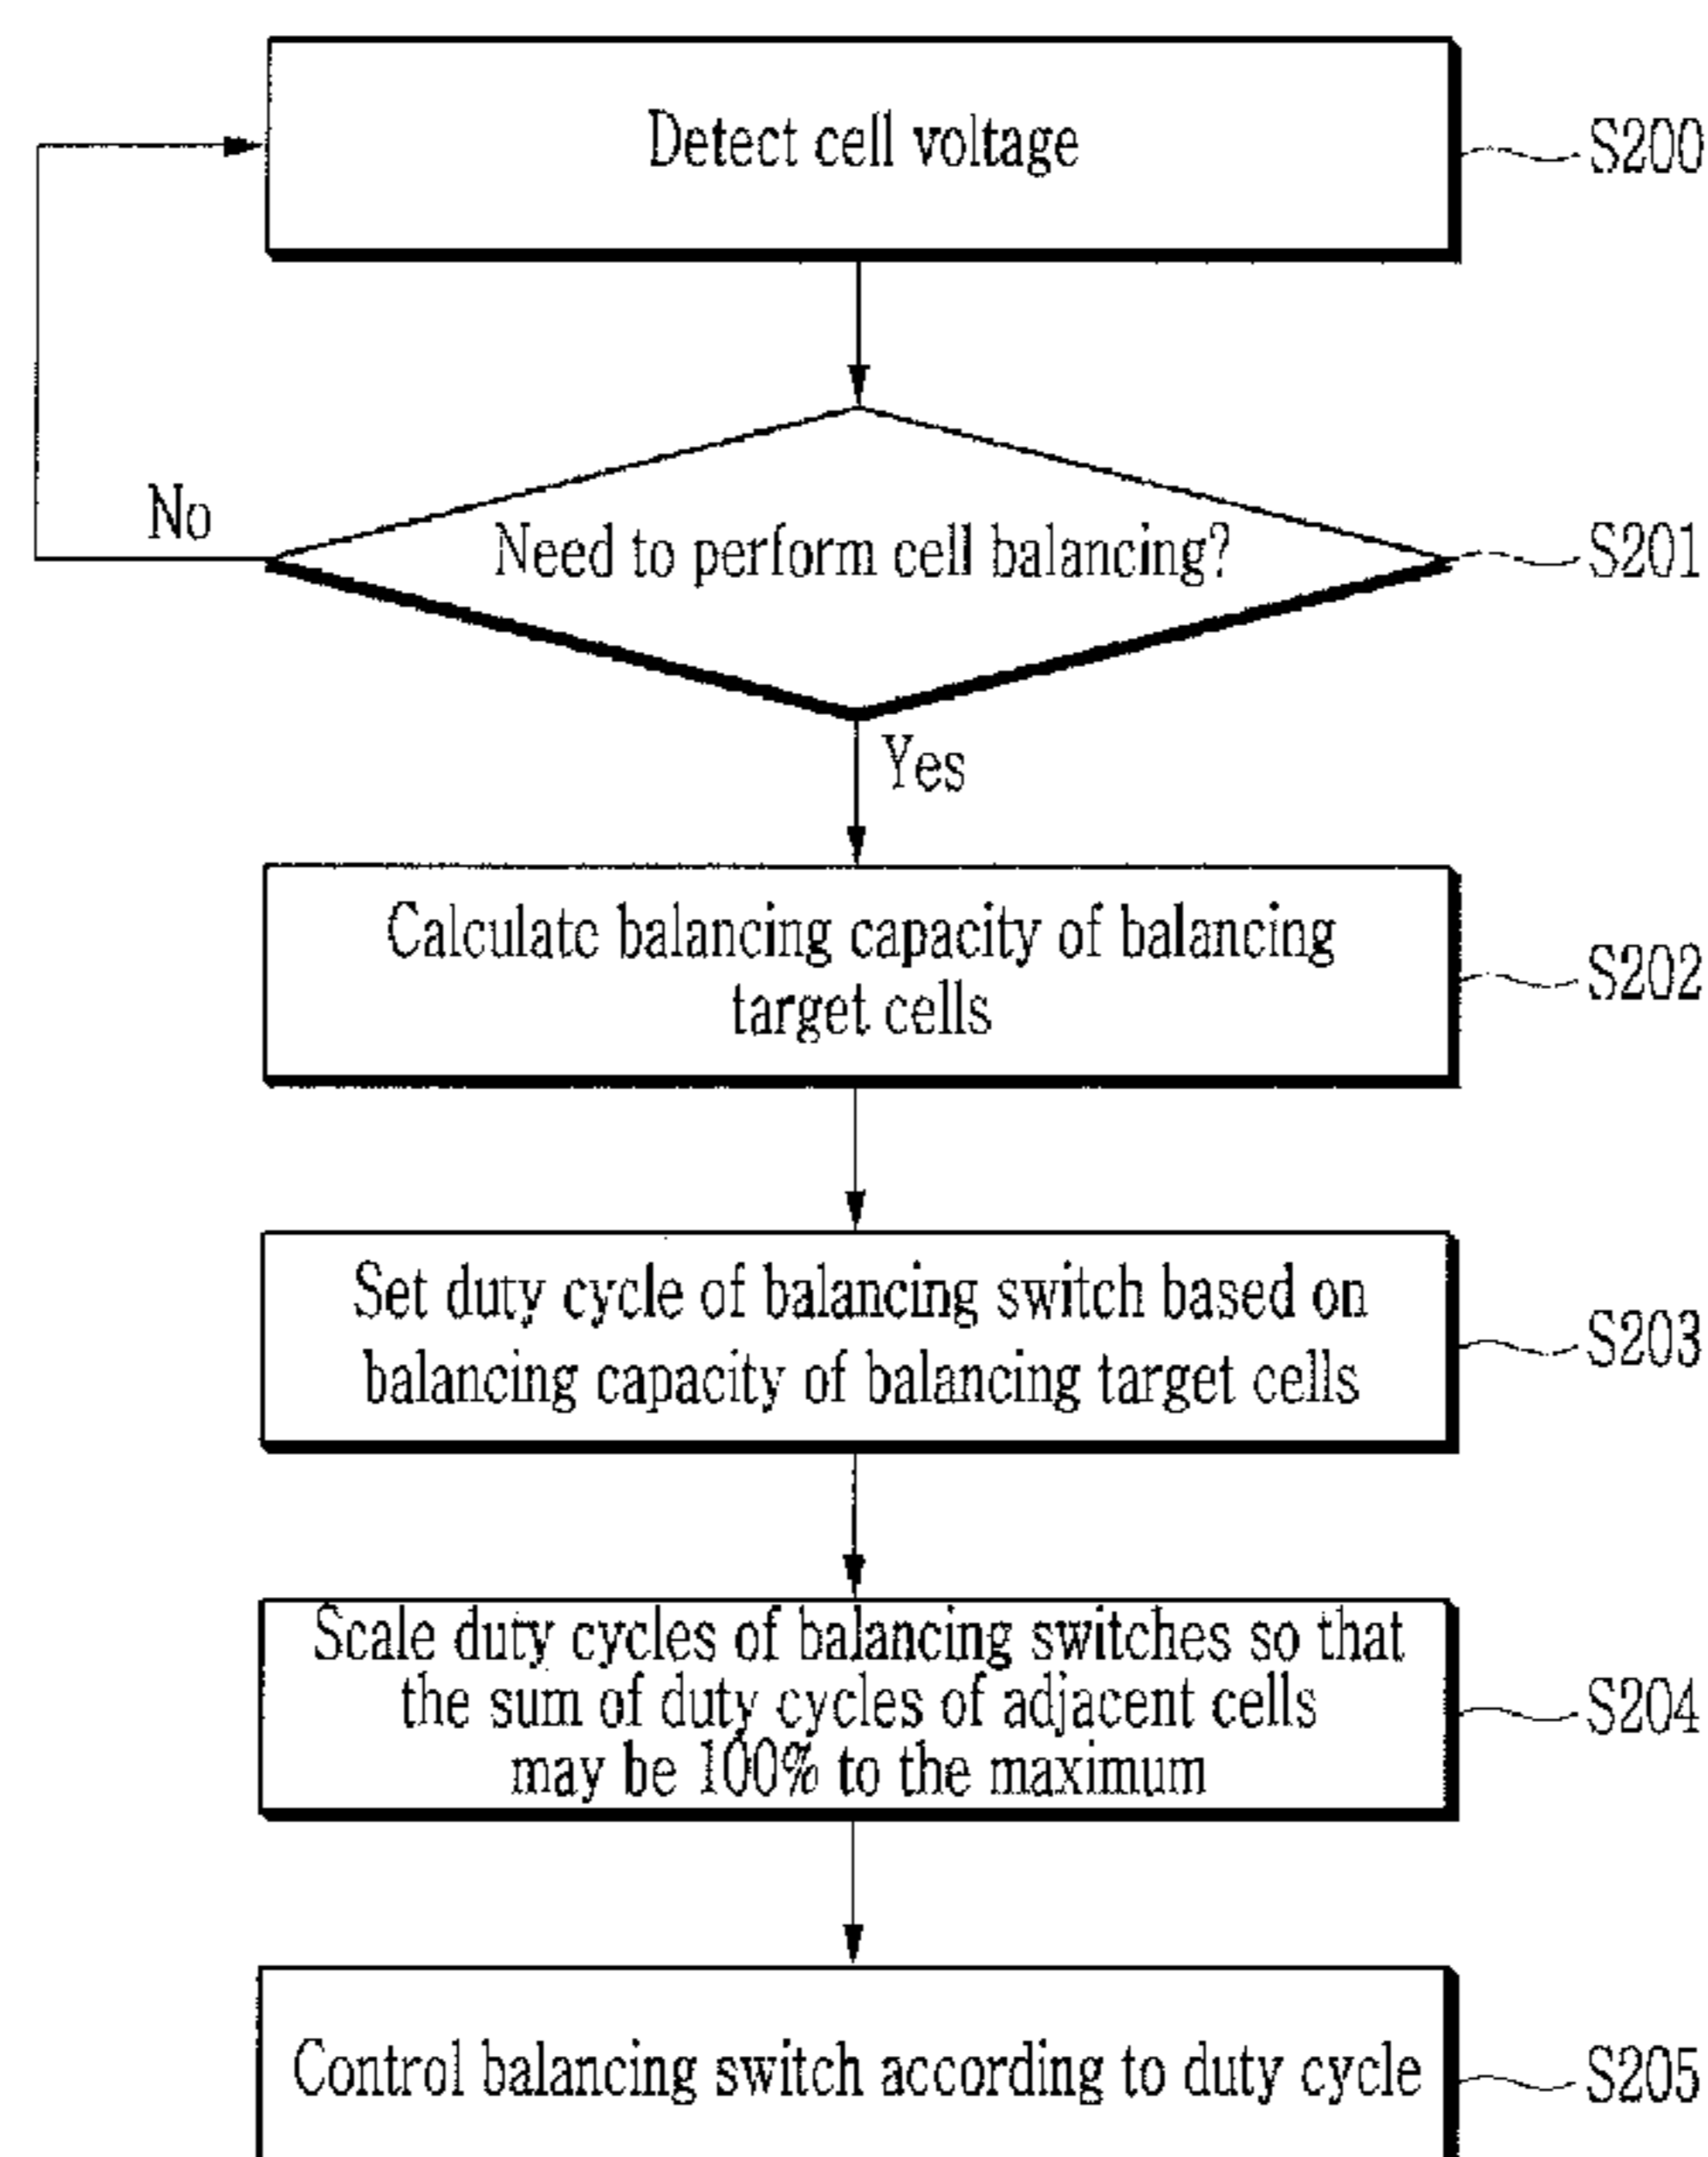 Detect cell voltage
S200
Need to perform cell balancing?
S201
No
Yes
Calculate balancing capacity of balancing
target cells
S202
Set duty cycle of balancing switch based on
balancing capacity of balancing target cells
S203
Scale duty cycles of balancing switches so that
the sum of duty cycles of adjacent cells
may be 100% to the maximum
S204
Control balancing switch according to duty cycle
S205